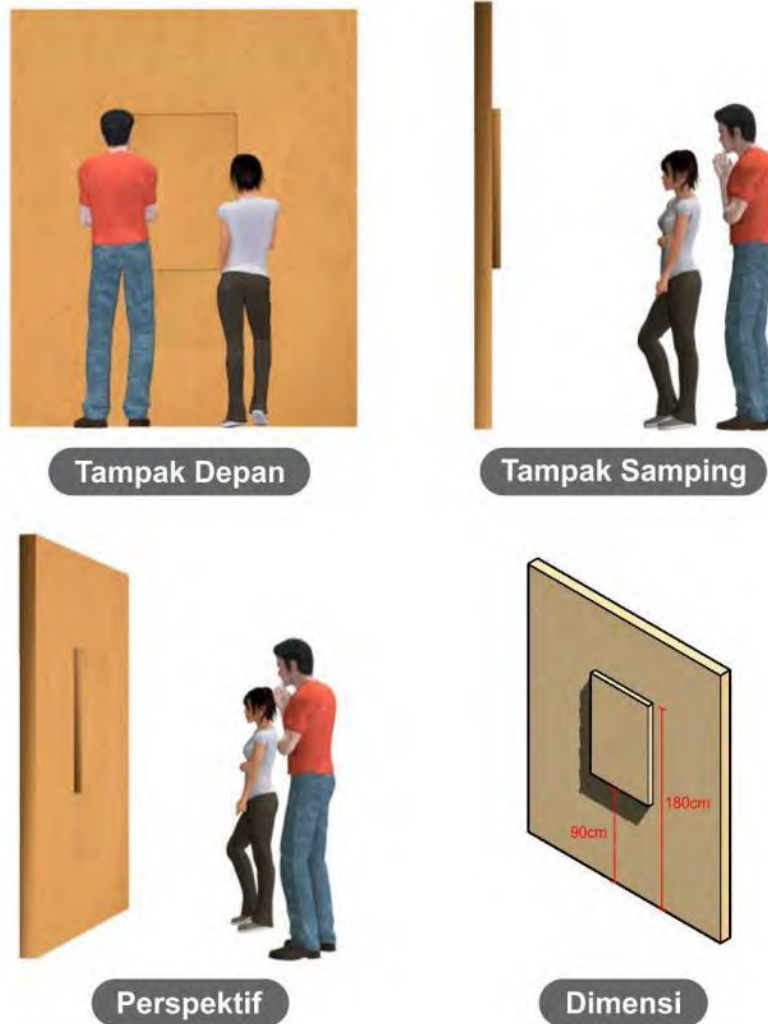 Tampak Depan
Tampak Samping
180cm
90cm
Perspektif
Dimensi